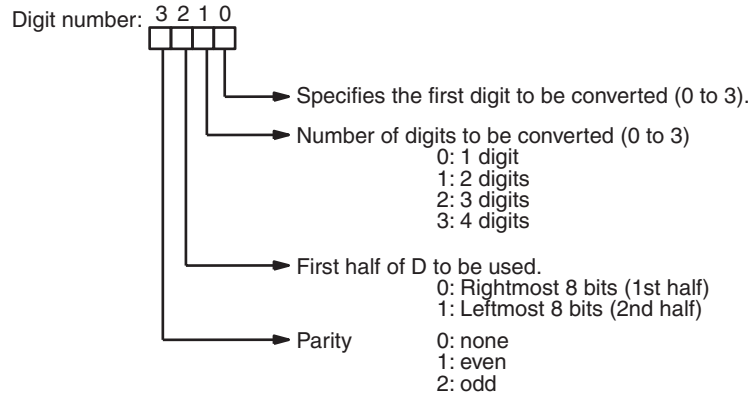 Digit number: 3 2 1 0
Specifies the first digit to be converted (0 to 3).
Number of digits to be converted (0 to 3)
0: 1 digit
1: 2 digits
2: 3 digits
3: 4 digits
First half of D to be used.
0: Rightmost 8 bits (1st half)
1: Leftmost 8 bits (2nd half)
Parity 0: none
1: even
2: odd